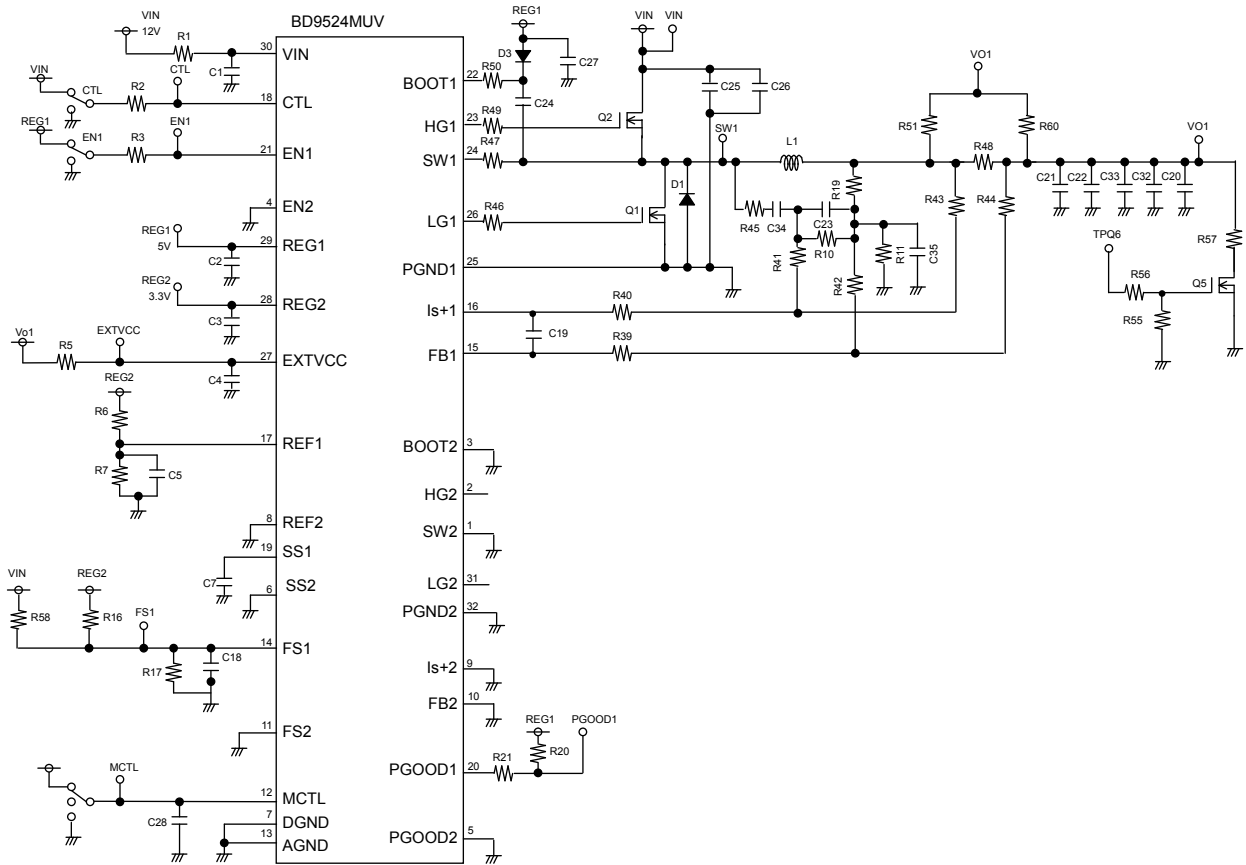 BD9524MUV
VIN
12V
R1
30
VIN
C1
VIN
CTL
CTL
R2
18
CTL
REG1
EN1
EN1
R3
21
EN1
4
EN2
REG1
5V
29
REG1
C2
REG2
3.3V
28
REG2
C3
Vo1
R5
EXTVCC
27
EXTVCC
C4
REG2
R6
17
REF1
R7
C5
8
REF2
19
SS1
C7
6
SS2
VIN
REG2
R58
R16
FS1
14
FS1
R17
C18
11
FS2
MCTL
12
MCTL
C28
7
DGND
13
AGND
REG1
D3
C27
BOOT1
22
R50
C24
HG1
23
R49
Q2
SW1
24
R47
VIN
VIN
C25
C26
SW1
L1
LG1
26
R46
Q1
D1
PGND1
25
R45
C34
C23
R10
R41
R19
R42
R11
C35
Is+1
16
R40
C19
FB1
15
R39
VO1
R51
R60
R48
R43
R44
VO1
C21
C22
C33
C32
C20
R57
TPQ6
R56
R55
Q5
BOOT2
3
HG2
2
SW2
1
LG2
31
PGND2
32
Is+2
9
FB2
10
REG1
PGOOD1
R20
PGOOD1
20
R21
PGOOD2
5